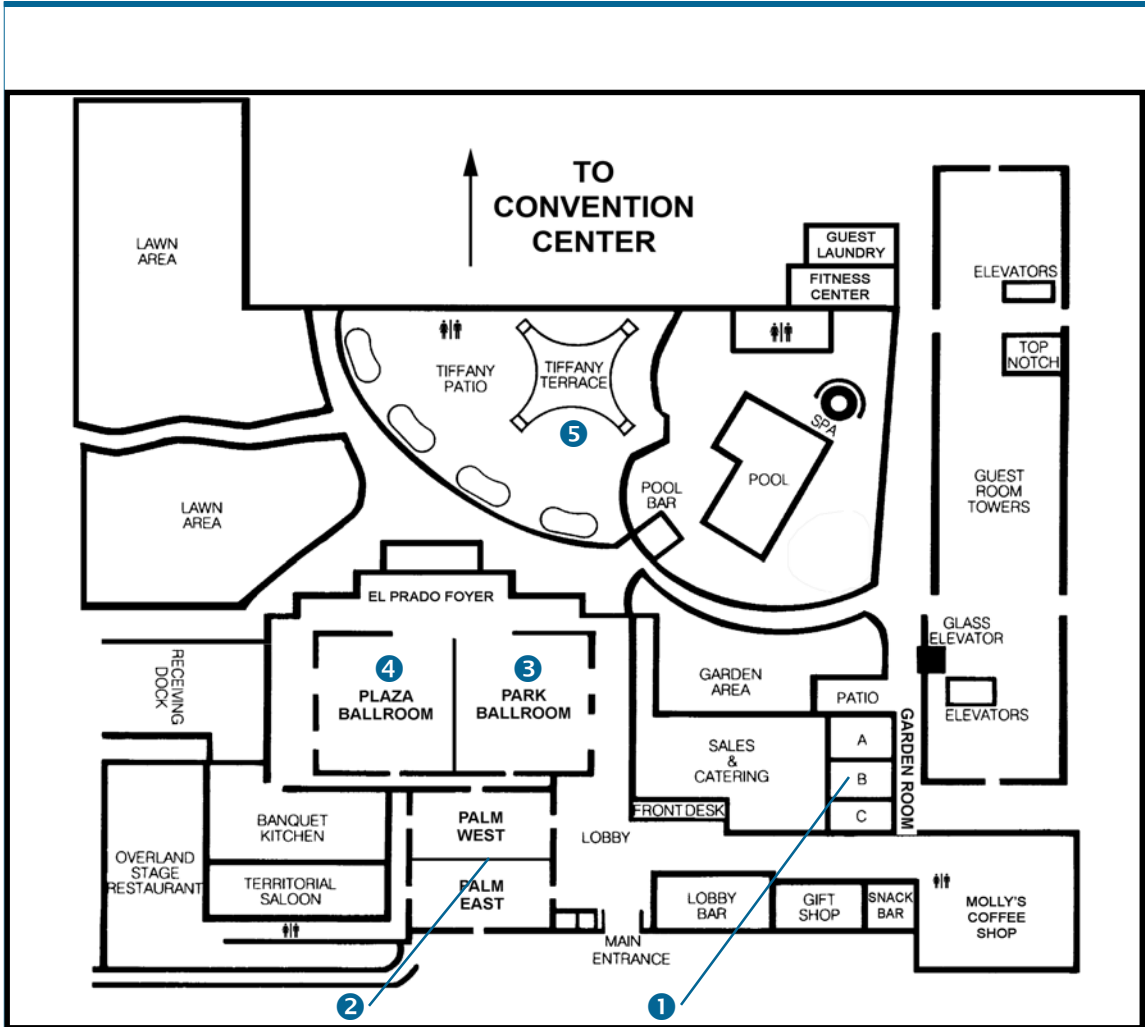 TO
CONVENTION
CENTER
LAWN
AREA
GUEST
LAUNDRY
FITNESS
CENTER
ELEVATORS
TOP
NOTCH
TIFFANY
PATIO
TIFFANY
TERRACE
5
SPA
POOL
POOL
BAR
GUEST
ROOM
TOWERS
LAWN
AREA
EL PRADO FOYER
GLASS
ELEVATOR
RECEIVING
DOCK
4
PLAZA
BALLROOM
3
PARK
BALLROOM
GARDEN
AREA
PATIO
ELEVATORS
GARDEN ROOM
A
B
C
SALES
&
CATERING
FRONT DESK
LOBBY
BANQUET
KITCHEN
PALM
WEST
OVERLAND
STAGE
RESTAURANT
TERRITORIAL
SALOON
PALM
EAST
LOBBY
BAR
GIFT
SHOP
SNACK
BAR
MOLLY'S
COFFEE
SHOP
MAIN
ENTRANCE
2
1